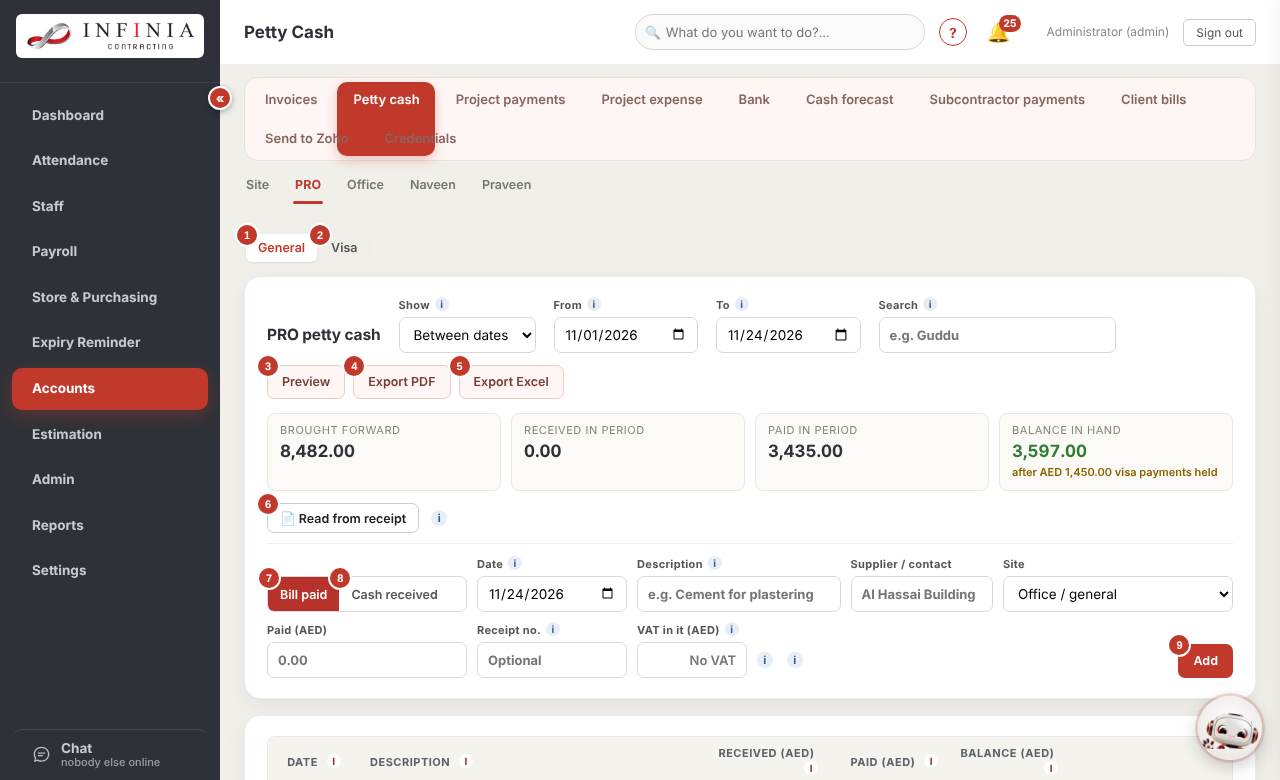 INFINIA
CONTRACTING
Petty Cash
What do you want to do?...
?
25
Administrator (admin)
Sign out
«
Dashboard
Attendance
Staff
Payroll
Store & Purchasing
Expiry Reminder
Accounts
Estimation
Admin
Reports
Settings
Chat
nobody else online
Invoices Petty cash Project payments Project expense Bank Cash forecast Subcontractor payments Client bills
Send to Zoho Credentials
Site PRO Office Naveen Praveen
1 General 2 Visa
Show i From i To i Search i
PRO petty cash Between dates 11/01/2026 11/24/2026 e.g. Guddu
3 Preview 4 Export PDF 5 Export Excel
BROUGHT FORWARD RECEIVED IN PERIOD PAID IN PERIOD BALANCE IN HAND
8,482.00 0.00 3,435.00 3,597.00
after AED 1,450.00 visa payments held
6 Read from receipt i
Date i Description i Supplier / contact Site
7 Bill paid 8 Cash received 11/24/2026 e.g. Cement for plastering Al Hassai Building Office / general
Paid (AED) Receipt no. i VAT in it (AED) i
0.00 Optional No VAT i i 9 Add
DATE I DESCRIPTION I RECEIVED (AED) I PAID (AED) I BALANCE (AED) I